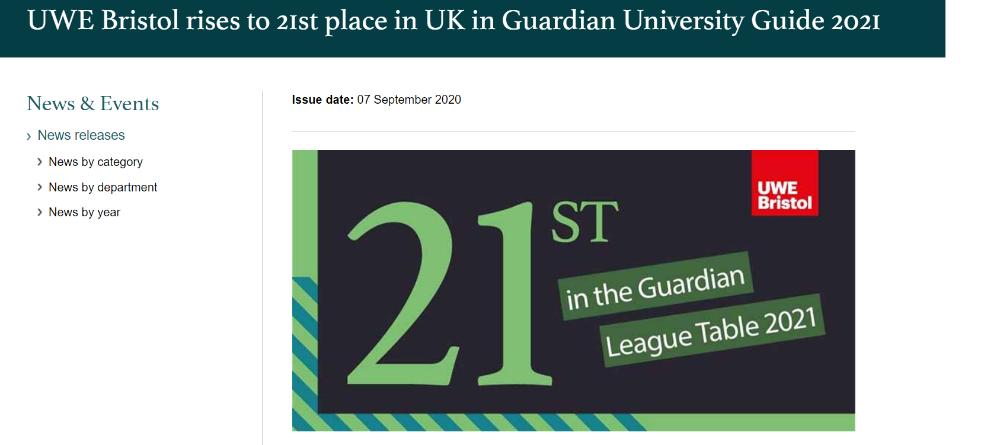 UWE Bristol rises to 21st place in UK in Guardian University Guide 2021
News & Events
News releases
News by category
News by department
News by year
Issue date: 07 September 2020
UWE
Bristol
21ST
in the Guardian
League Table 2021